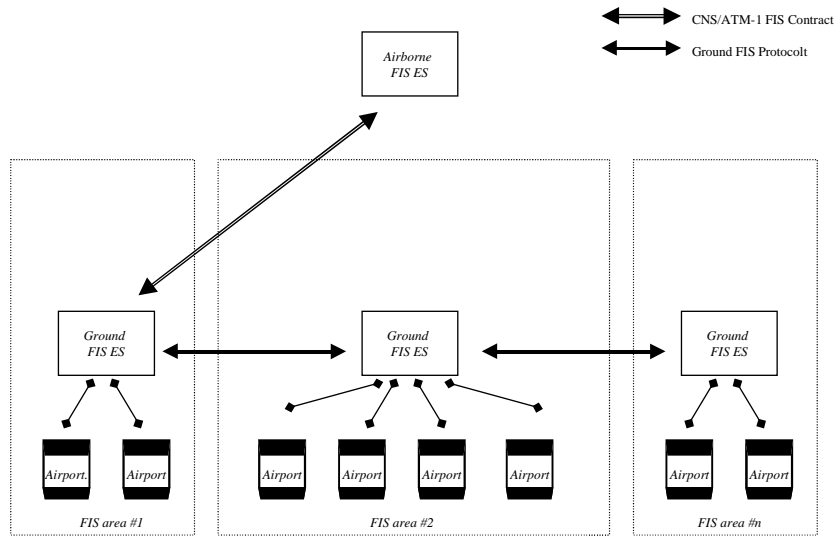 CNS/ATM-1 FIS Contract
Ground FIS Protocolt
Airborne
FIS ES
Ground
FIS ES
Ground
FIS ES
Ground
FIS ES
Airport.
Airport
Airport
Airport
Airport
Airport
Airport
Airport
FIS area #1
FIS area #2
FIS area #n